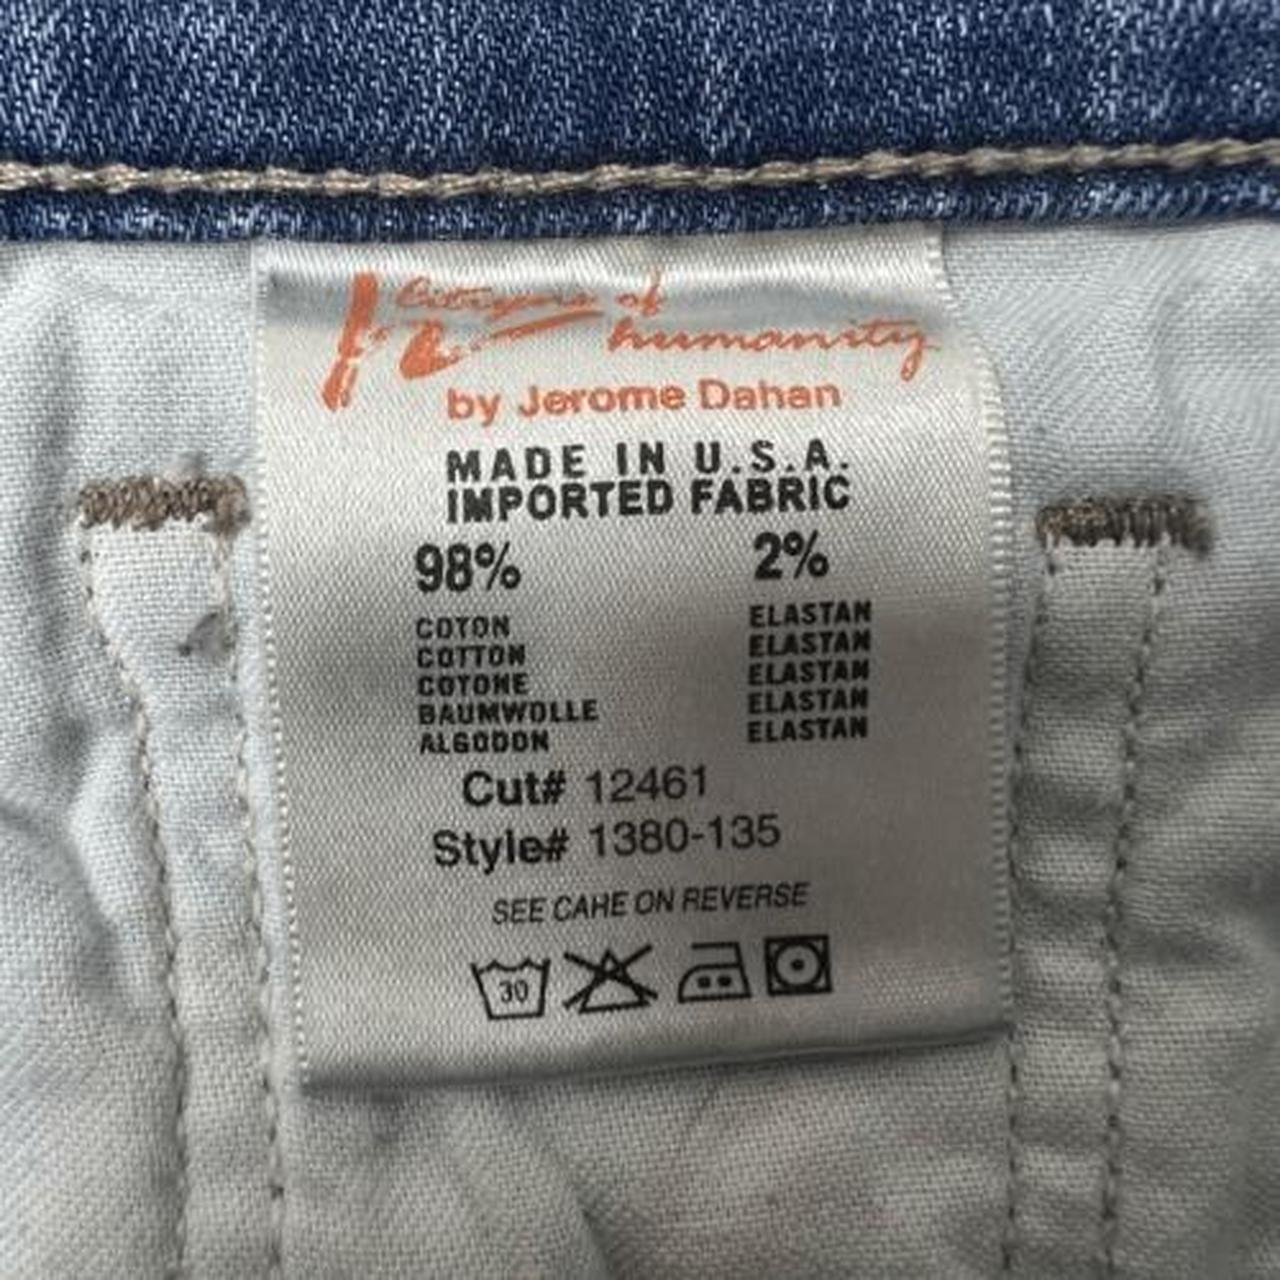 Citizens of
humanity
by Jerome Dahan
MADE IN U.S.A.
IMPORTED FABRIC
98% 2%
COTON ELASTAN
COTTON ELASTAN
COTONE ELASTAN
BAUMWOLLE ELASTAN
ALGODON ELASTAN
Cut# 12461
Style# 1380-135
SEE CARE ON REVERSE
30